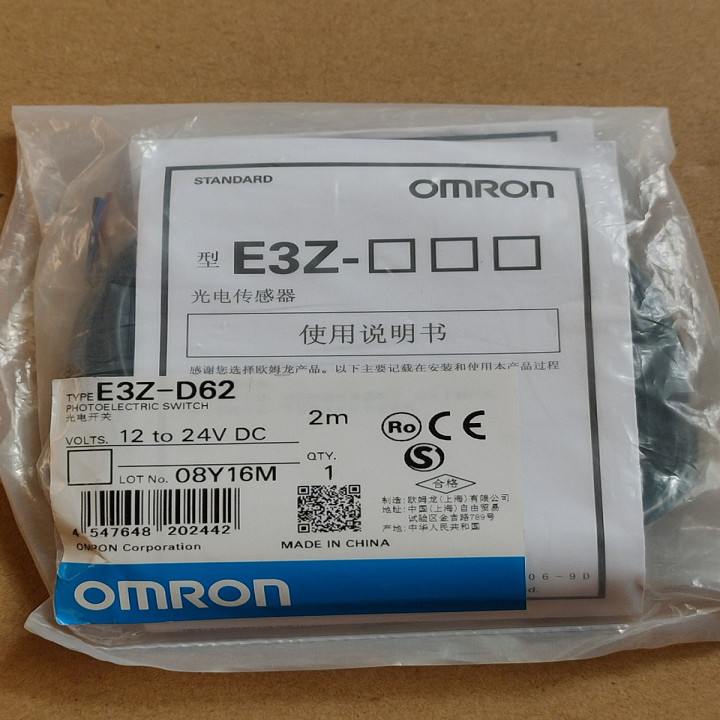 STANDARD
OMRON
型 E3Z-□□□
光电传感器
使用说明书
感谢您选择欧姆龙产品。以下主要记载在安装和使用本产品过程
TYPE E3Z-D62
PHOTOELECTRIC SWITCH
光电开关
2m
VOLTS. 12 to 24V DC
QTY.
LOT No. 08Y16M
1
Ro CE
S
合格
制造: 欧姆龙(上海)有限公司
地址: 中国(上海)自由贸易
试验区金吉路789号
产地: 中华人民共和国
4 547648 202442
OMRON Corporation
MADE IN CHINA
OMRON
06-9D
d.